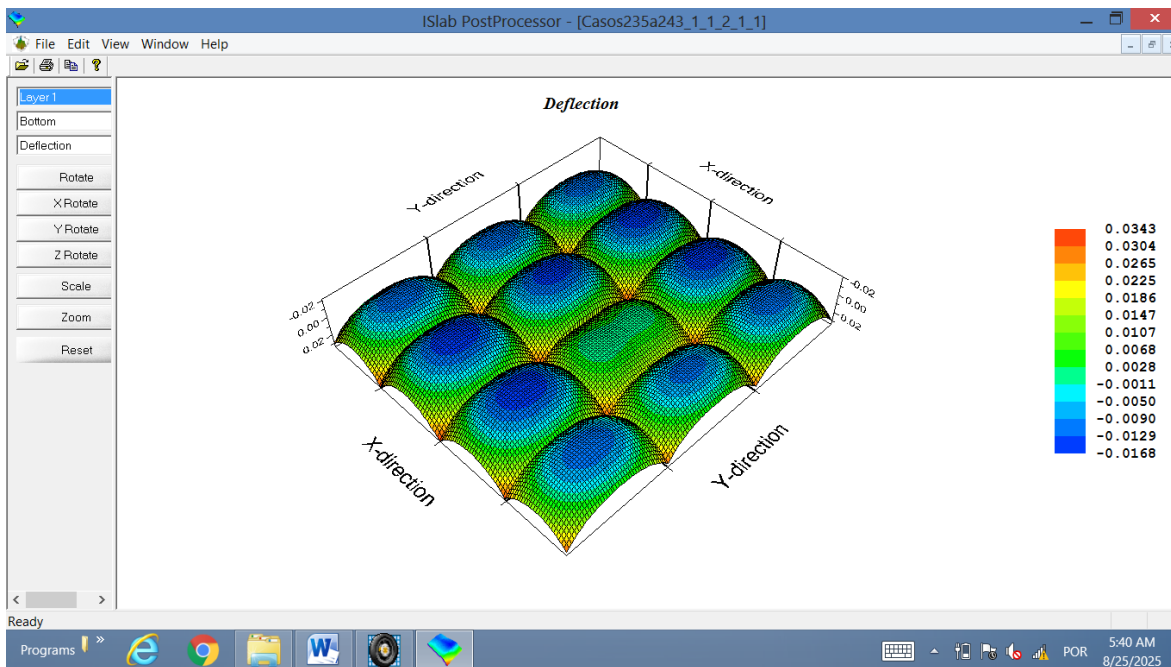 ISlab PostProcessor - [Casos235a243_1_1_2_1_1]
File Edit View Window Help
Layer1
Bottom
Deflection
Rotate
X Rotate
Y Rotate
Z Rotate
Scale
Zoom
Reset
Deflection
Y-direction
X-direction
-0.02
0.00
0.02
-0.02
-0.00
-0.02
X-direction
Y-direction
0.0343
0.0304
0.0265
0.0225
0.0186
0.0147
0.0107
0.0068
0.0028
-0.0011
-0.0050
-0.0090
-0.0129
-0.0168
Ready
Programs
POR
5:40 AM
8/25/2025